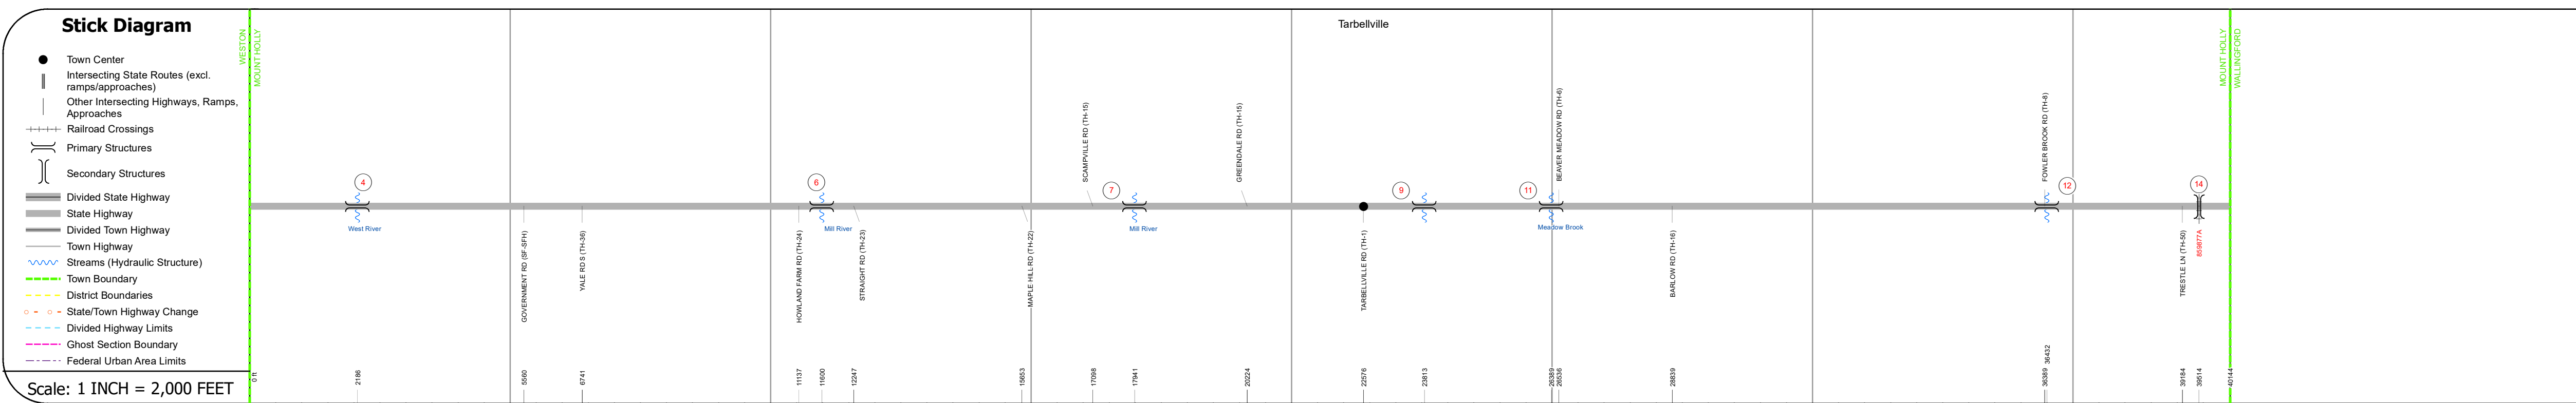 Stick Diagram
Town Center
Intersecting State Routes (excl.
ramps/approaches)
Other Intersecting Highways, Ramps,
Approaches
Railroad Crossings
Primary Structures
Secondary Structures
Divided State Highway
State Highway
Divided Town Highway
Town Highway
Streams (Hydraulic Structure)
Town Boundary
District Boundaries
State/Town Highway Change
Divided Highway Limits
Ghost Section Boundary
Federal Urban Area Limits
Scale: 1 INCH = 2,000 FEET
WESTON
MOUNT HOLLY
Tarbellville
MOUNT HOLLY
WALLINGFORD
SCAMPVILLE RD (TH-15)
GREENDALE RD (TH-15)
BEAVER MEADOW RD (TH-6)
FOWLER BROOK RD (TH-8)
4
6
7
9
11
12
14
West River
Mill River
Mill River
Meadow Brook
GOVERNMENT RD (SF-SFH)
YALE RD S (TH-36)
HOWLAND FARM RD (TH-24)
STRAIGHT RD (TH-23)
MAPLE HILL RD (TH-22)
TARBELLVILLE RD (TH-1)
BARLOW RD (TH-16)
TRESTLE LN (TH-50)
859877A
0 ft
2186
5560
6741
11137
11600
12247
15653
17098
17941
20224
22576
23813
26389
26536
28839
36389
36432
39184
39514
40144